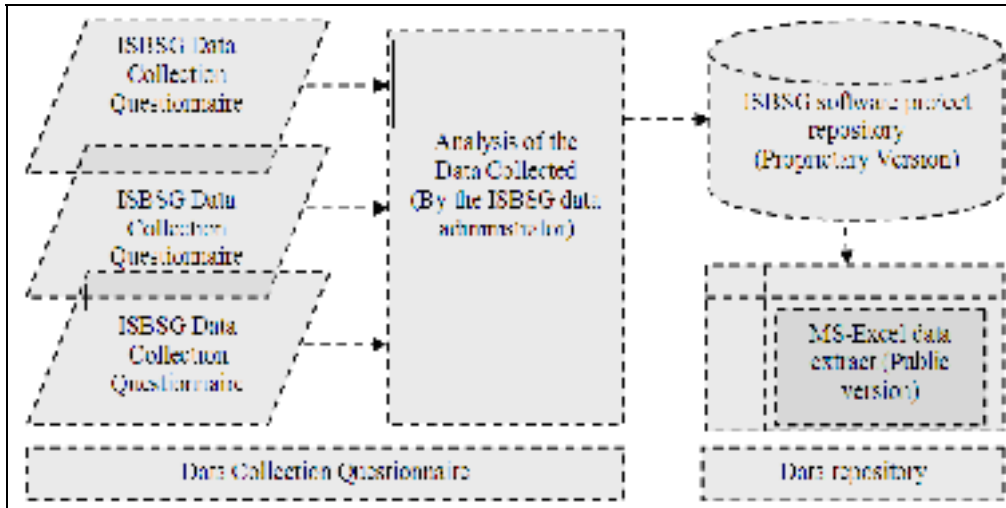 ISBSG Data
Collection
Questionnaire
ISBSG Data
Collection
Questionnaire
ISBSG Data
Collection
Questionnaire
Analysis of the
Data Collected
(By the ISBSG data
administrator)
ISBSG software project
repository
(Proprietary Version)
MS-Excel data
extract (Public
version)
Data Collection Questionnaire
Data repository